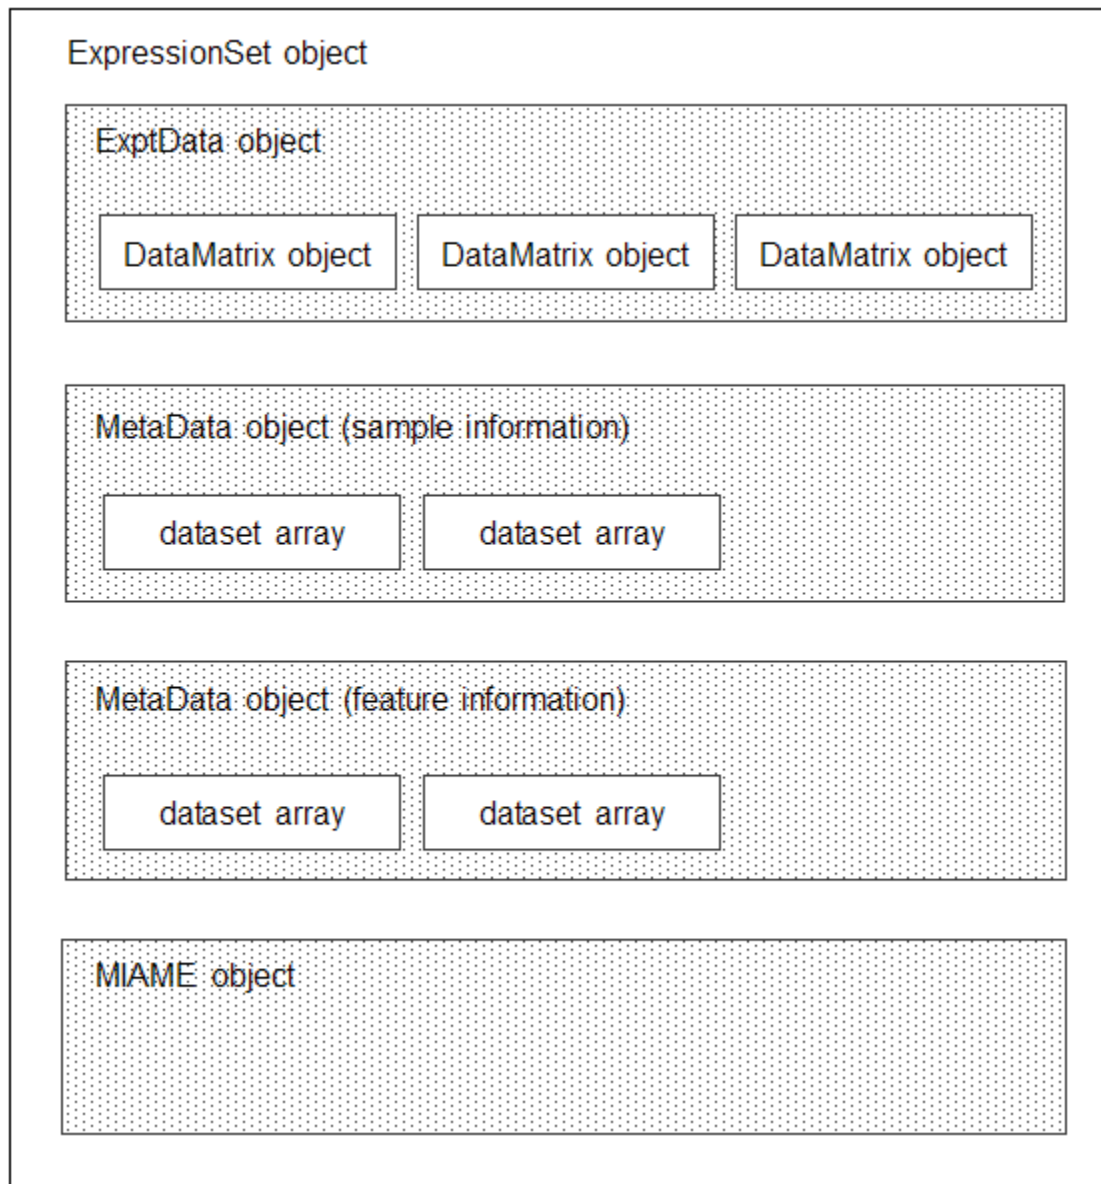 ExpressionSet object
ExptData object
DataMatrix object DataMatrix object DataMatrix object
MetaData object (sample information)
dataset array dataset array
MetaData object (feature information)
dataset array dataset array
MIAME object